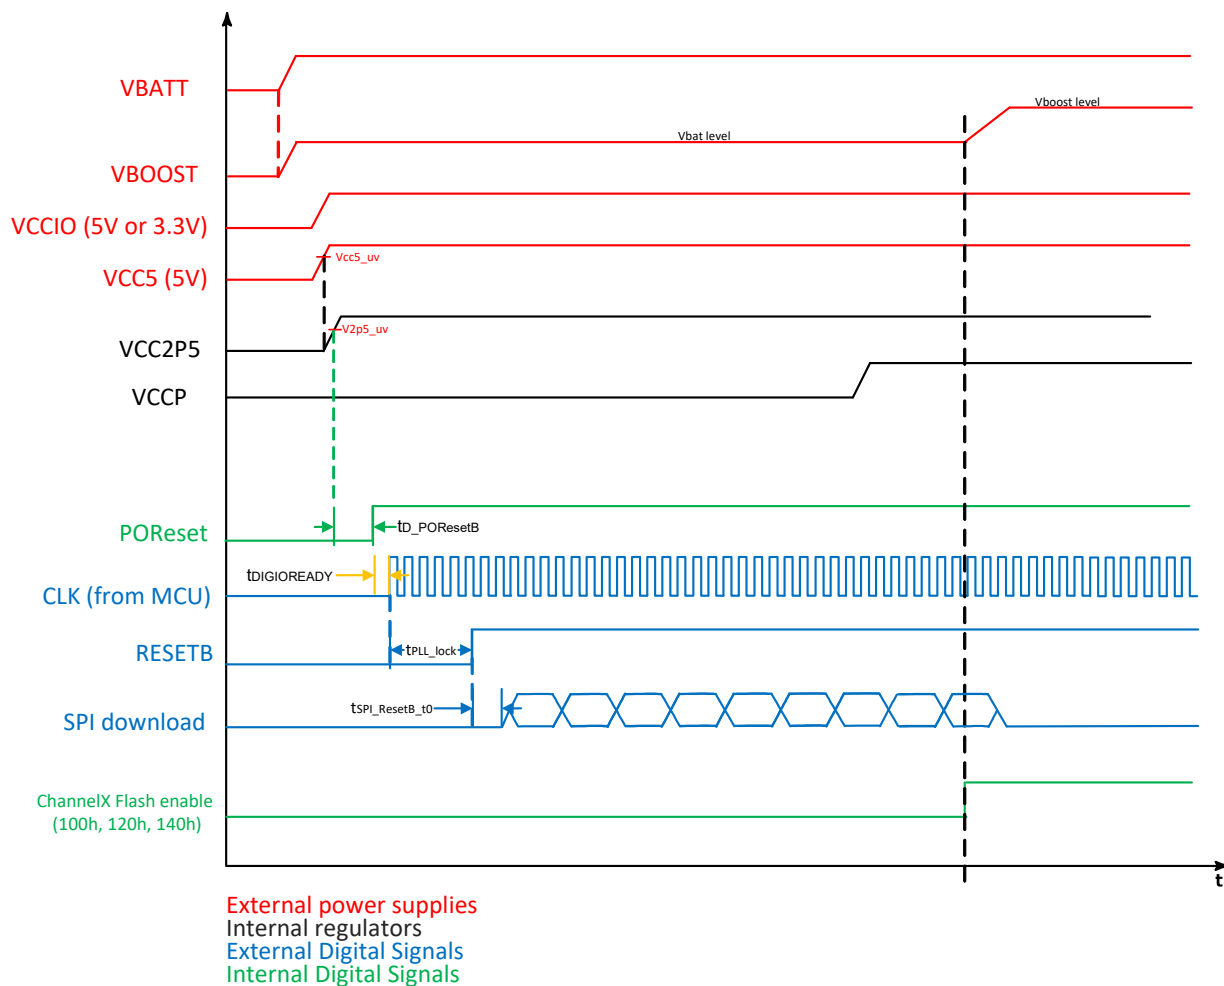 VBATT
Vboost level
Vbat level
VBOOST
VCCIO (5V or 3.3V)
Vcc5_uv
VCC5 (5V)
V2p5_uv
VCC2P5
VCCP
tD_POResetB
POReset
tDIGIOREADY
CLK (from MCU)
RESETB
tPLL_lock
tSPI_ResetB_t0
SPI download
ChannelX Flash enable
(100h, 120h, 140h)
t
External power supplies
Internal regulators
External Digital Signals
Internal Digital Signals